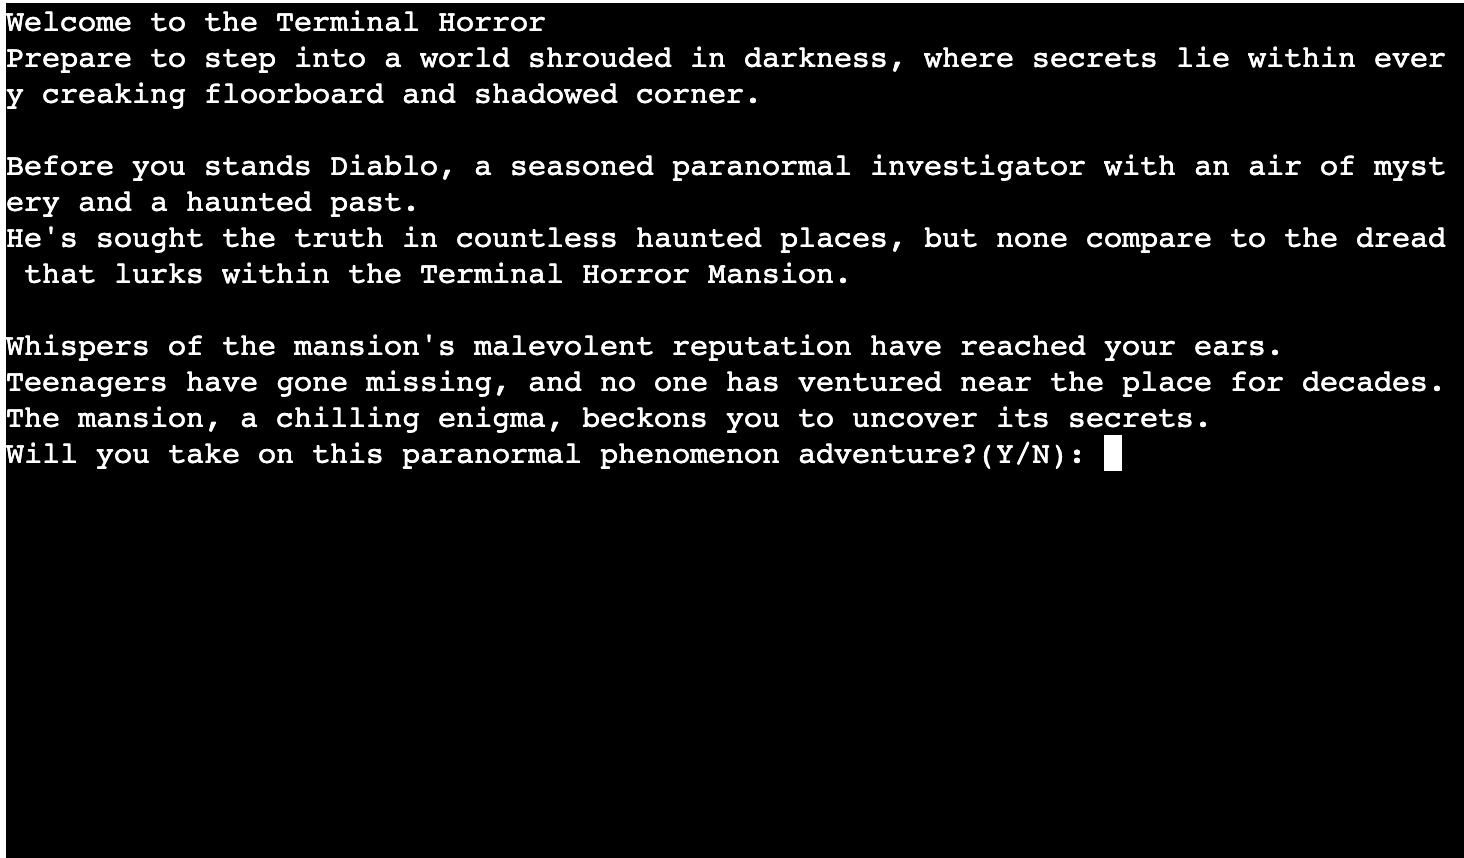 Welcome to the Terminal Horror
Prepare to step into a world shrouded in darkness, where secrets lie within ever
y creaking floorboard and shadowed corner.

Before you stands Diablo, a seasoned paranormal investigator with an air of myst
ery and a haunted past.
He's sought the truth in countless haunted places, but none compare to the dread
 that lurks within the Terminal Horror Mansion.

Whispers of the mansion's malevolent reputation have reached your ears.
Teenagers have gone missing, and no one has ventured near the place for decades.
The mansion, a chilling enigma, beckons you to uncover its secrets.
Will you take on this paranormal phenomenon adventure?(Y/N):